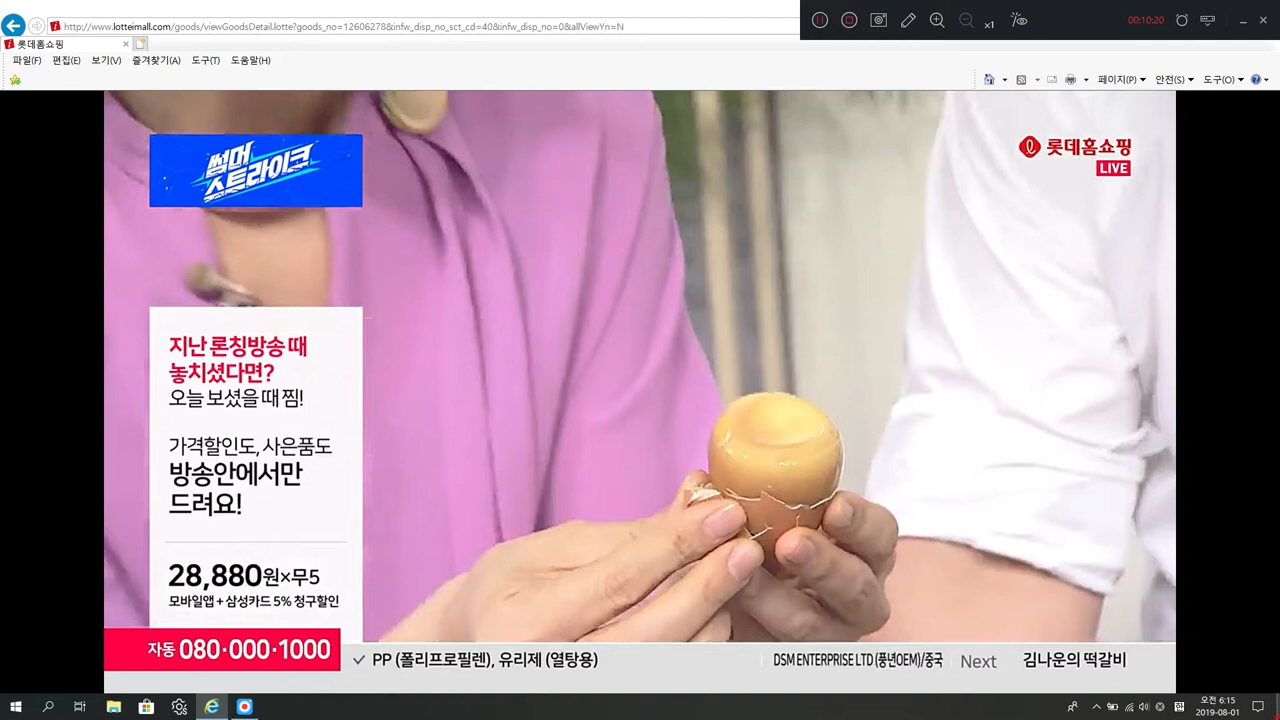 http://www.lotteimall.com/goods/viewGoodsDetail.lotte?goods_no=12606278&infw_disp_no_sct_cd=40&infw_disp_no=0&allViewYn=N
x1
00:10:20
롯데홈쇼핑
파일(F) 편집(E) 보기(V) 즐겨찾기(A) 도구(T) 도움말(H)
페이지(P) 안전(S) 도구(O)
썸머
스트라이크
롯데홈쇼핑
LIVE
지난 론칭방송 때
놓치셨다면?
오늘 보셨을 때 찜!
가격할인도, 사은품도
방송안에서만
드려요!
28,880원×무5
모바일앱 + 삼성카드 5% 청구할인
자동 080·000·1000
PP (폴리프로필렌), 유리제 (열탕용)
DSM ENTERPRISE LTD (풍년OEM)/중국
Next 김나운의 떡갈비
오전 6:15
2019-08-01